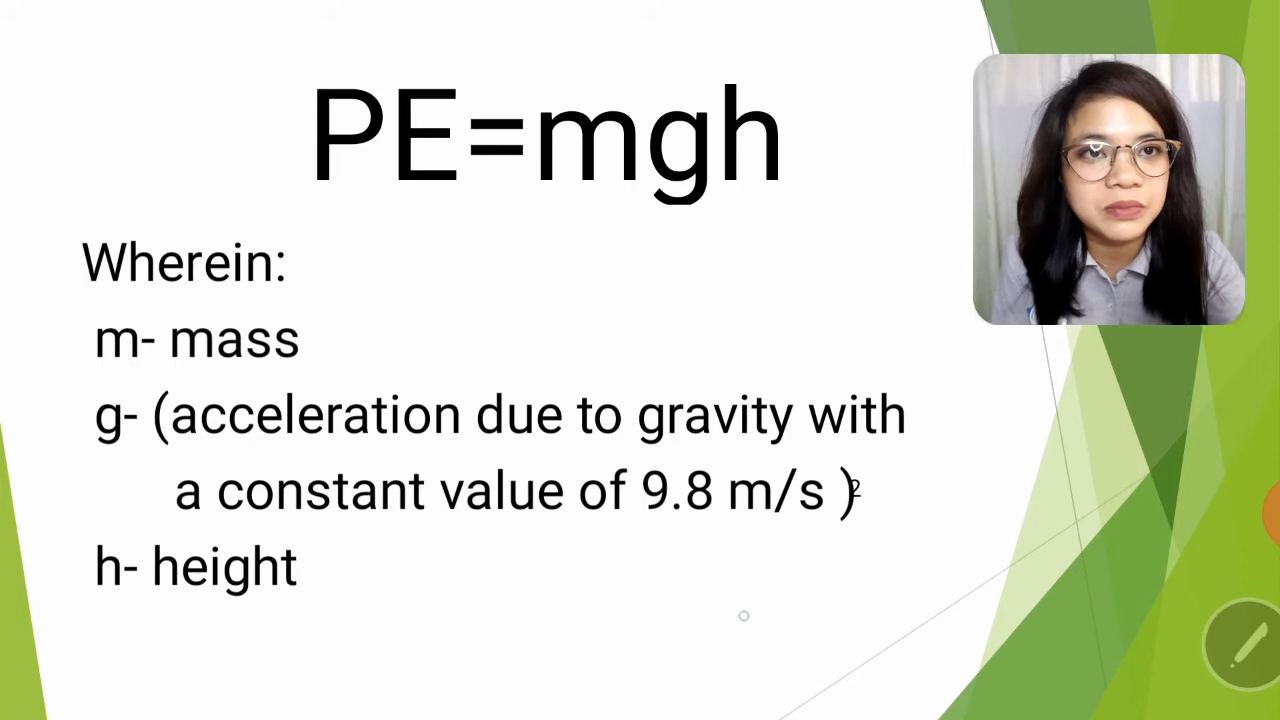 PE=mgh
Wherein:
m- mass
g- (acceleration due to gravity with
a constant value of 9.8 m/s )2
h- height